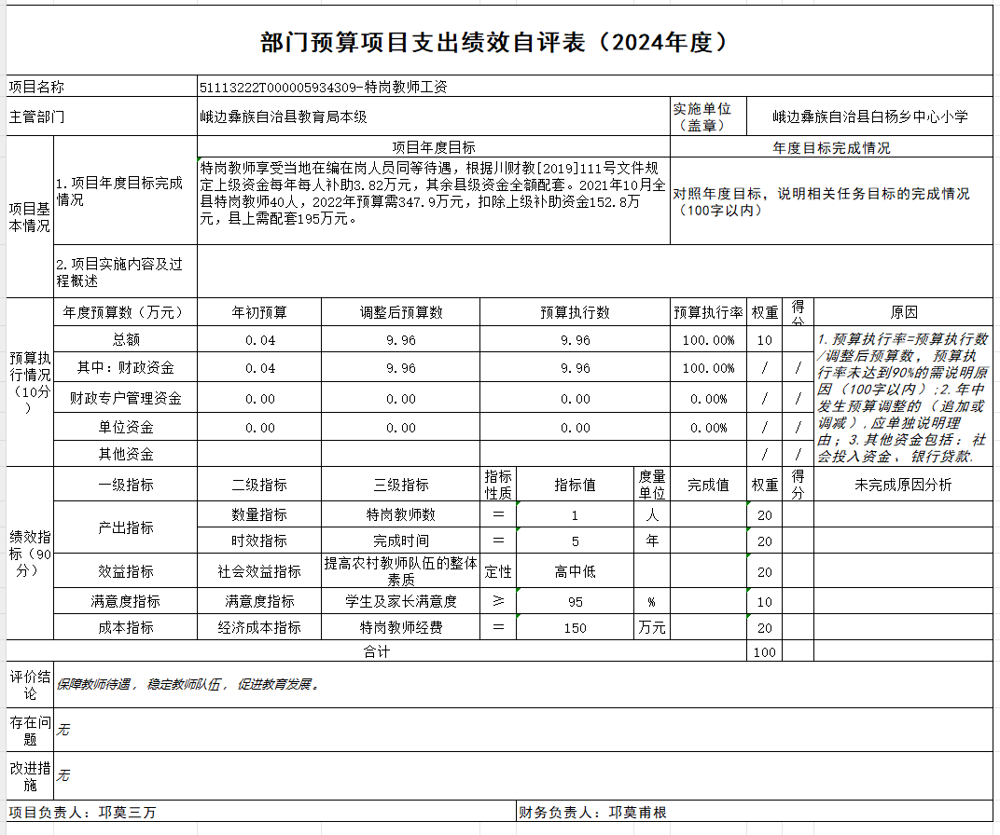 部门预算项目支出绩效自评表（2024年度）
项目名称 51113222T000005934309-特岗教师工资
主管部门 峨边彝族自治县教育局本级 实施单位（盖章） 峨边彝族自治县白杨乡中心小学
项目基本情况
1.项目年度目标完成情况
项目年度目标 年度目标完成情况
特岗教师享受当地在编在岗人员同等待遇，根据川财教[2019]111号文件规
定上级资金每年每人补助3.82万元，其余县级资金全额配套。2021年10月全
县特岗教师40人，2022年预算需347.9万元，扣除上级补助资金152.8万
元，县上需配套195万元。
对照年度目标，说明相关任务目标的完成情况
（100字以内）
2.项目实施内容及过程概述
预算执行情况（10分）
年度预算数（万元） 年初预算 调整后预算数 预算执行数 预算执行率 权重 得分 原因
总额 0.04 9.96 9.96 100.00% 10
其中：财政资金 0.04 9.96 9.96 100.00% / /
财政专户管理资金 0.00 0.00 0.00 0.00% / /
单位资金 0.00 0.00 0.00 0.00% / /
其他资金 / /
1.预算执行率=预算执行数
/调整后预算数，预算执
行率未达到90%的需说明原
因（100字以内）;2.年中
发生预算调整的（追加或
调减）,应单独说明理
由；3.其他资金包括：社
会投入资金、银行贷款.
绩效指标（90分）
一级指标 二级指标 三级指标 指标性质 指标值 度量单位 完成值 权重 得分 未完成原因分析
产出指标 数量指标 特岗教师数 ＝ 1 人 20
时效指标 完成时间 ＝ 5 年 20
效益指标 社会效益指标 提高农村教师队伍的整体素质 定性 高中低 20
满意度指标 满意度指标 学生及家长满意度 ≥ 95 % 10
成本指标 经济成本指标 特岗教师经费 ＝ 150 万元 20
合计 100
评价结论 保障教师待遇，稳定教师队伍，促进教育发展。
存在问题 无
改进措施 无
项目负责人：邛莫三万 财务负责人：邛莫甫根